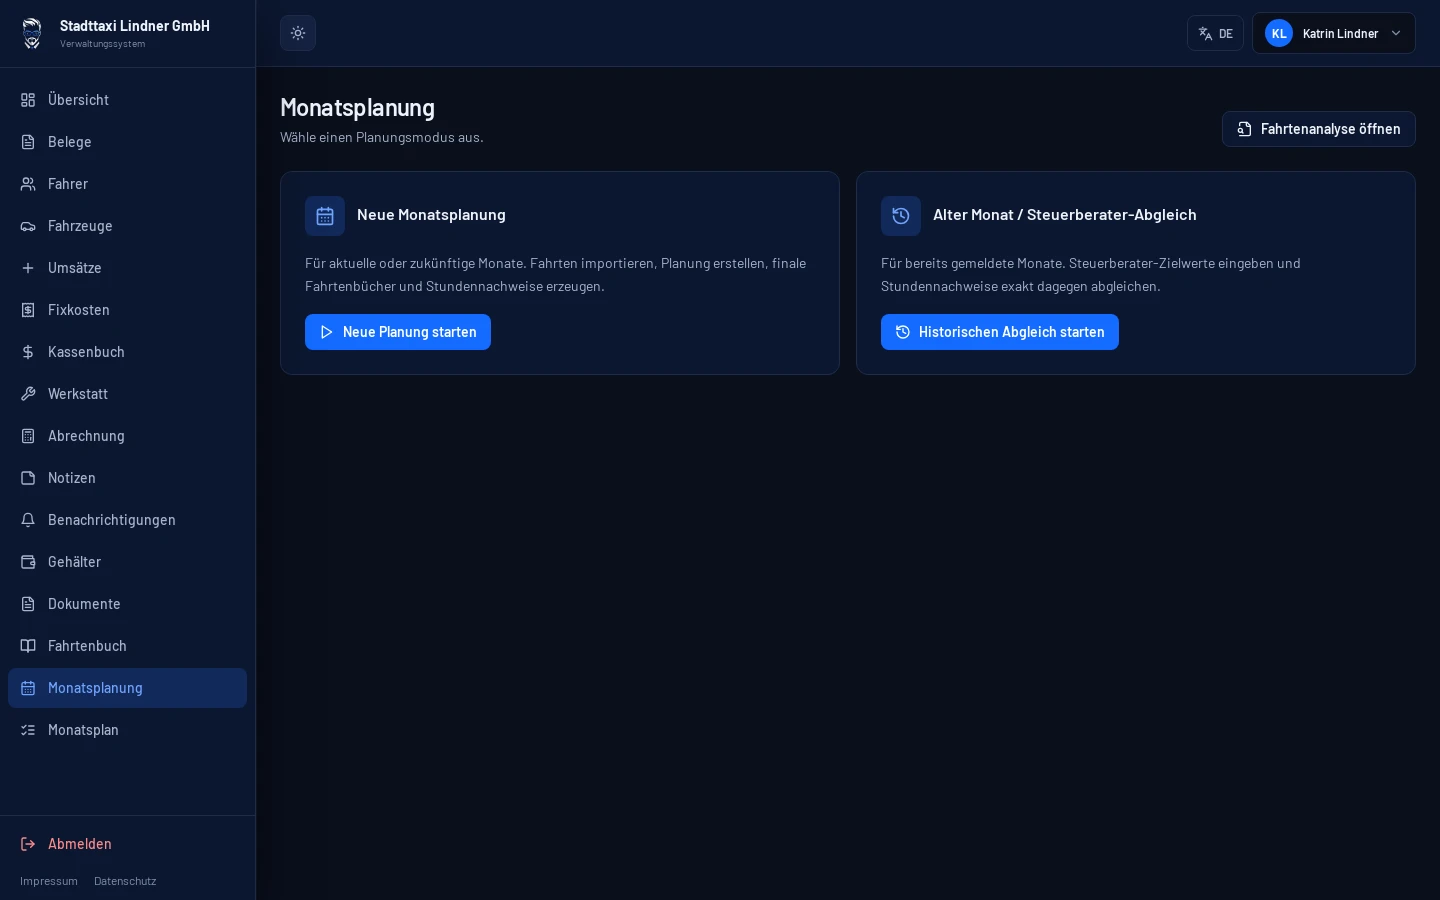 Stadttaxi Lindner GmbH
Verwaltungssystem
Übersicht
Belege
Fahrer
Fahrzeuge
Umsätze
Fixkosten
Kassenbuch
Werkstatt
Abrechnung
Notizen
Benachrichtigungen
Gehälter
Dokumente
Fahrtenbuch
Monatsplanung
Monatsplan
Abmelden
Impressum Datenschutz
DE
KL Katrin Lindner
Monatsplanung
Wähle einen Planungsmodus aus.
Fahrtenanalyse öffnen
Neue Monatsplanung
Für aktuelle oder zukünftige Monate. Fahrten importieren, Planung erstellen, finale
Fahrtenbücher und Stundennachweise erzeugen.
Neue Planung starten
Alter Monat / Steuerberater-Abgleich
Für bereits gemeldete Monate. Steuerberater-Zielwerte eingeben und
Stundennachweise exakt dagegen abgleichen.
Historischen Abgleich starten